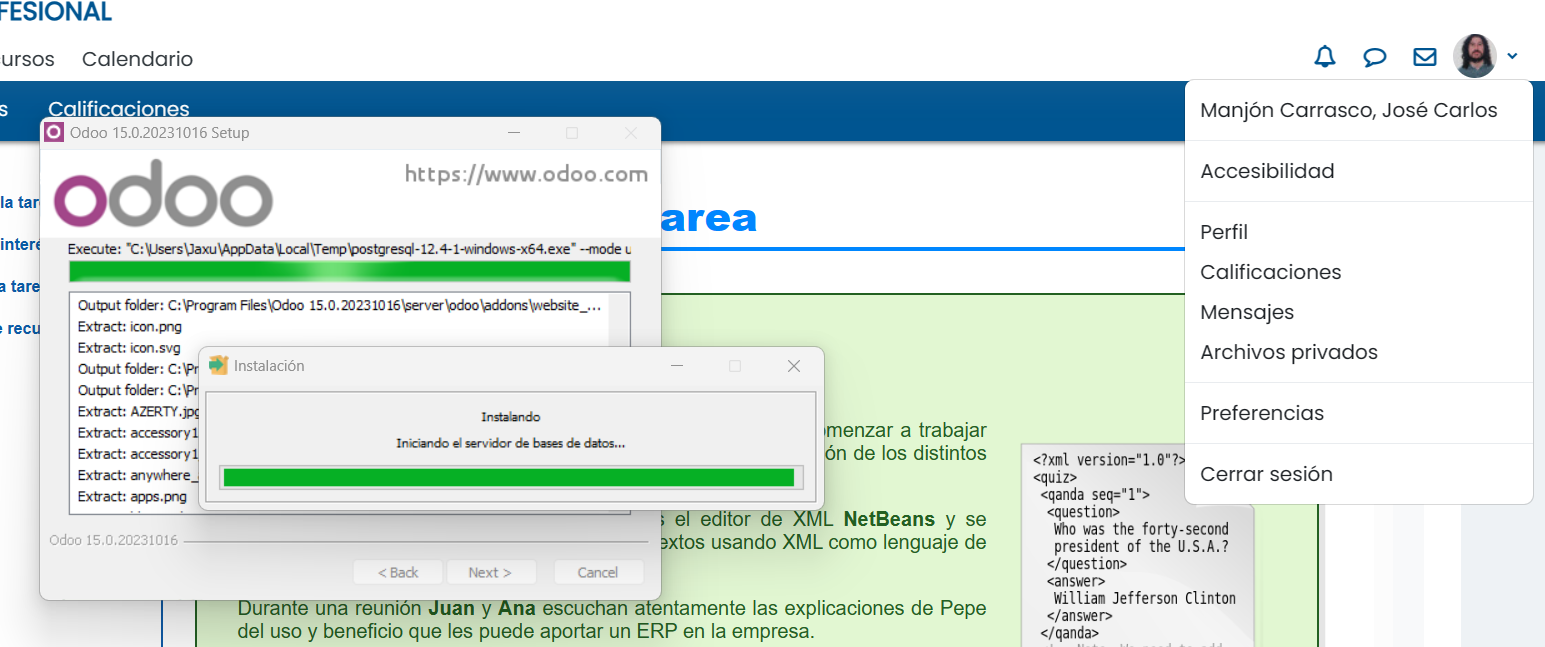 FESIONAL
ursos Calendario
s Calificaciones
Manjón Carrasco, José Carlos
Accesibilidad
Perfil
Calificaciones
Mensajes
Archivos privados
Preferencias
Cerrar sesión
Odoo 15.0.20231016 Setup
odoo
https://www.odoo.com
Execute: "C:\Users\Jaxu\AppData\Local\Temp\postgresql-12.4-1-windows-x64.exe" --mode u
Output folder: C:\Program Files\Odoo 15.0.20231016\server\odoo\addons\website_...
Extract: icon.png
Extract: icon.svg
Output folder: C:\Pr
Output folder: C:\Pr
Extract: AZERTY.jpg
Extract: accessory1
Extract: accessory1
Extract: anywhere_
Extract: apps.png
Odoo 15.0.20231016
< Back Next > Cancel
Instalación
Instalando
Iniciando el servidor de bases de datos...
la tar
intere
a tare
e recu
area
omenzar a trabajar
ón de los distintos
s el editor de XML NetBeans y se
extos usando XML como lenguaje de
Durante una reunión Juan y Ana escuchan atentamente las explicaciones de Pepe
del uso y beneficio que les puede aportar un ERP en la empresa.
<?xml version="1.0"?>
<quiz>
<qanda seq="1">
<question>
Who was the forty-second
president of the U.S.A.?
</question>
<answer>
William Jefferson Clinton
</answer>
</qanda>